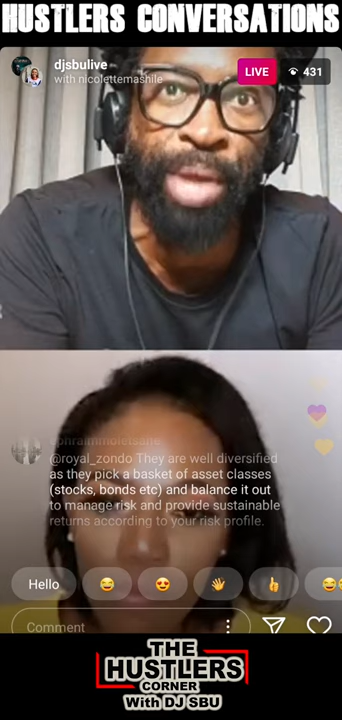 HUSTLERS CONVERSATIONS
djsbulive
with nicolettemashile
LIVE
431
@royal_zondo They are well diversified
as they pick a basket of asset classes
(stocks, bonds etc) and balance it out
to manage risk and provide sustainable
returns according to your risk profile.
Hello
Comment
THE
HUSTLERS
CORNER
With DJ SBU